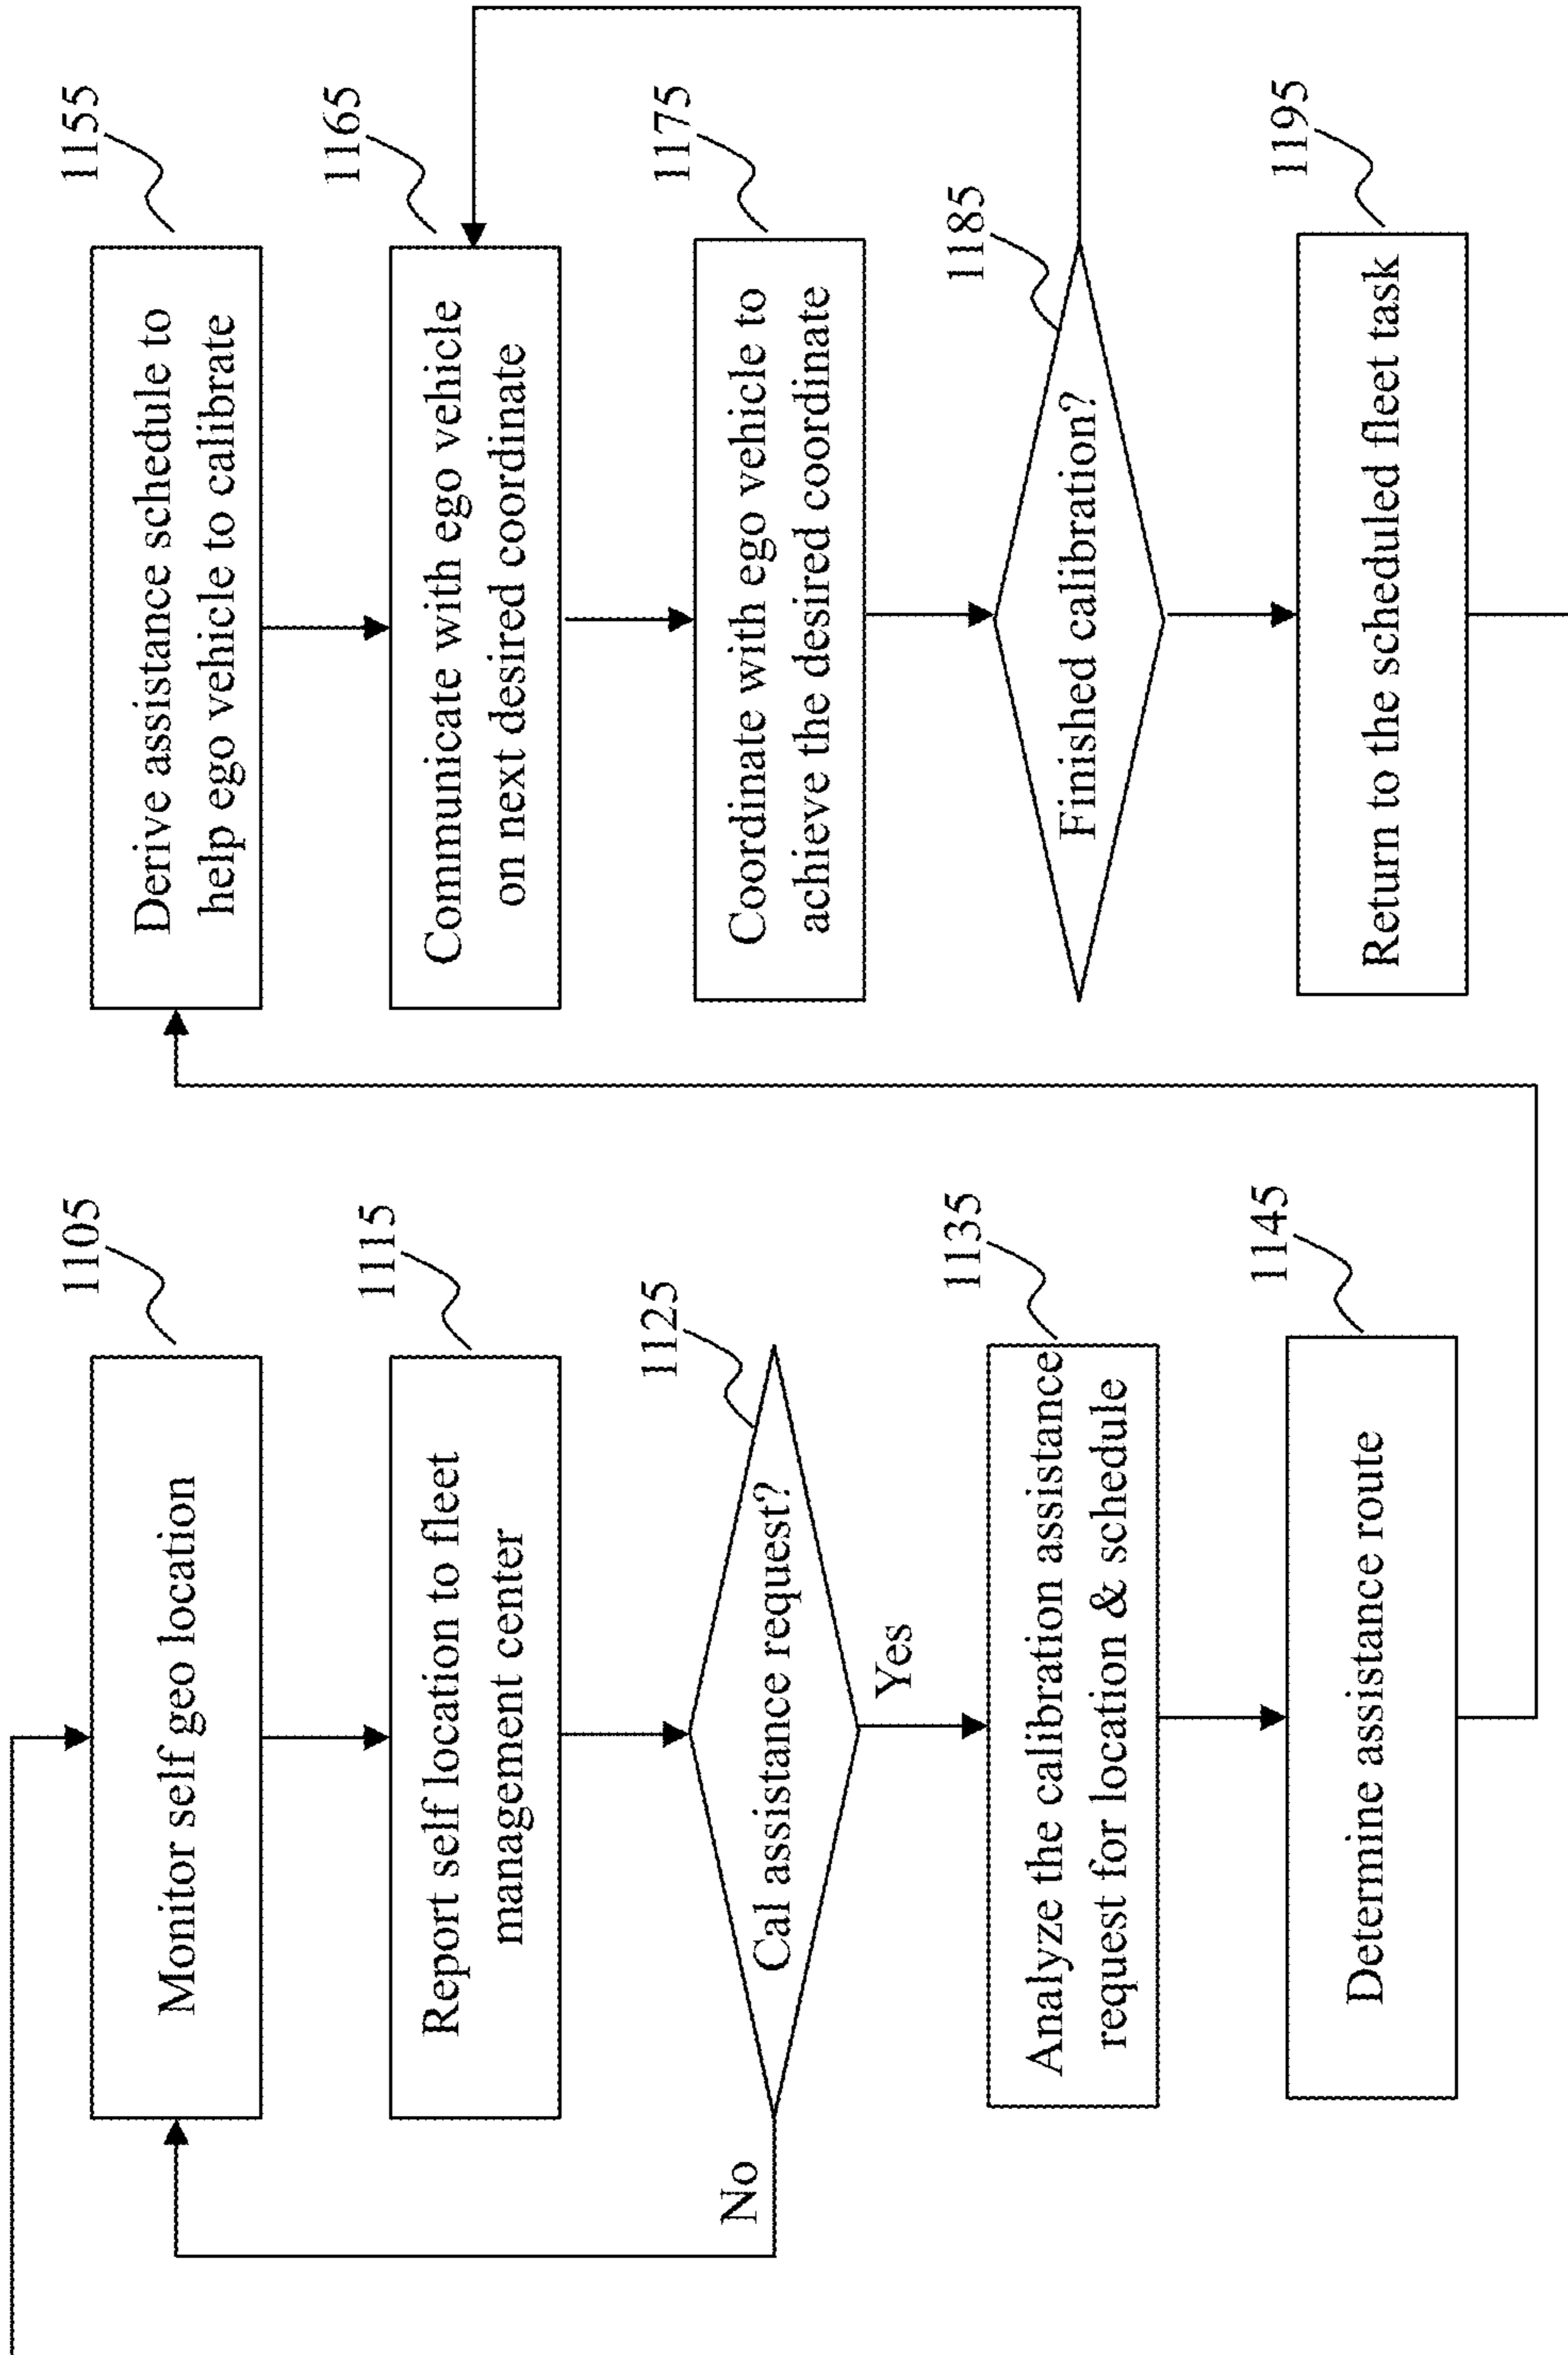 1105
Monitor self geo location
1115
Report self location to fleet
management center
1125
Cal assistance request?
No
Yes
1135
Analyze the calibration assistance
request for location & schedule
1145
Determine assistance route
1155
Derive assistance schedule to
help ego vehicle to calibrate
1165
Communicate with ego vehicle
on next desired coordinate
1175
Coordinate with ego vehicle to
achieve the desired coordinate
1185
Finished calibration?
1195
Return to the scheduled fleet task